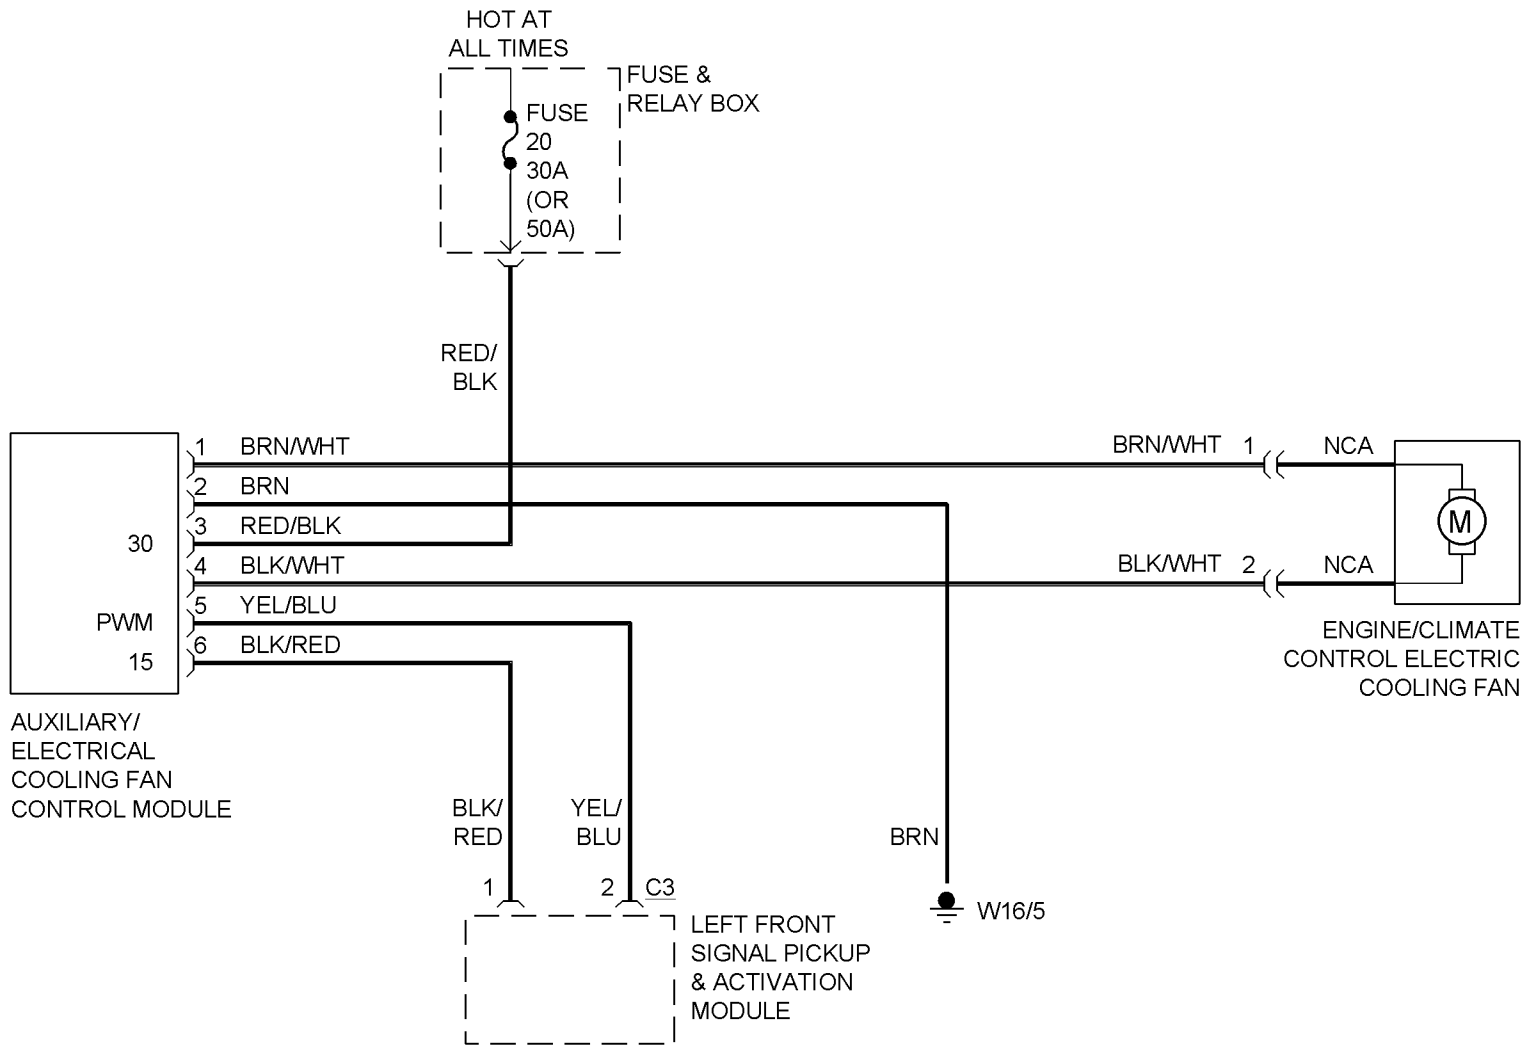 HOT AT
ALL TIMES
FUSE &
RELAY BOX
FUSE
20
30A
(OR
50A)
RED/
BLK
1 BRN/WHT
2 BRN
3 RED/BLK
30
4 BLK/WHT
5 YEL/BLU
PWM
6 BLK/RED
15
BRN/WHT 1 NCA
M
BLK/WHT 2 NCA
ENGINE/CLIMATE
CONTROL ELECTRIC
COOLING FAN
AUXILIARY/
ELECTRICAL
COOLING FAN
CONTROL MODULE
BLK/
RED
YEL/
BLU
BRN
1
2 C3
W16/5
LEFT FRONT
SIGNAL PICKUP
& ACTIVATION
MODULE